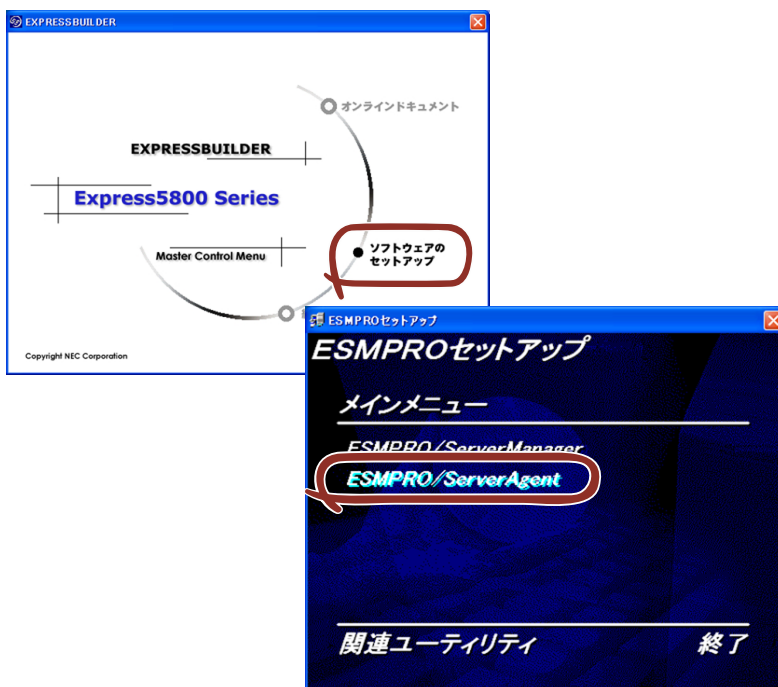 EXPRESSBUILDER
オンラインドキュメント
EXPRESSBUILDER
Express5800 Series
ソフトウェアの
セットアップ
Master Control Menu
Copyright NEC Corporation
ESMPROセットアップ
ESMPROセットアップ
メインメニュー
ESMPRO/ServerManager
ESMPRO/ServerAgent
関連ユーティリティ
終了